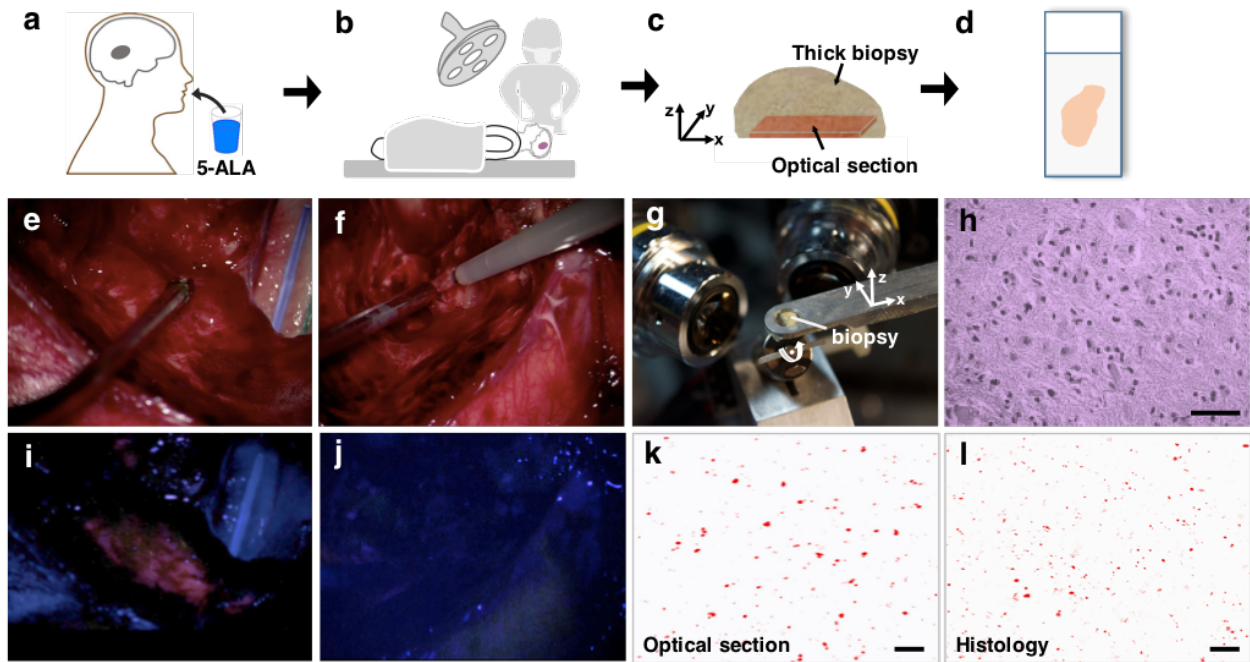 a
b
c
d
Thick biopsy
z
y
x
5-ALA
Optical section
e
f
g
h
z
y
x
biopsy
i
j
k
l
Optical section
Histology